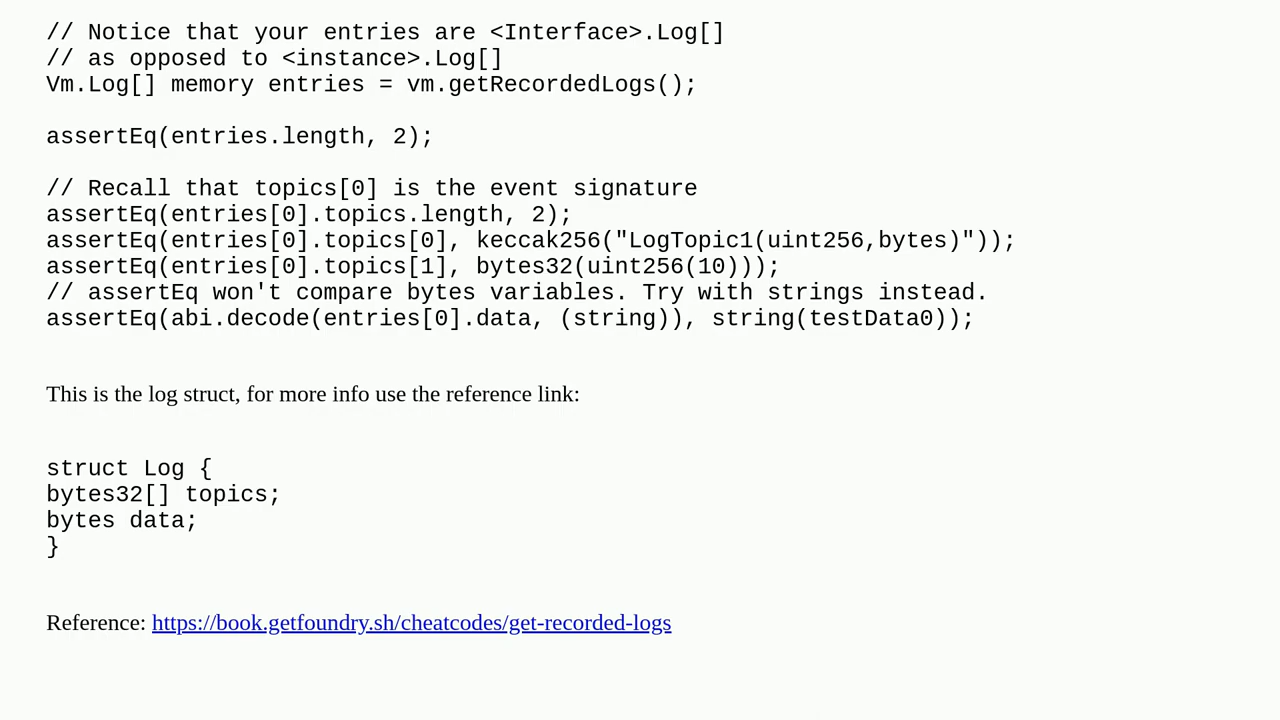 // Notice that your entries are <Interface>.Log[]
// as opposed to <instance>.Log[]
Vm.Log[] memory entries = vm.getRecordedLogs();
assertEq(entries.length, 2);
// Recall that topics[0] is the event signature
assertEq(entries[0].topics.length, 2);
assertEq(entries[0].topics[0], keccak256("LogTopic1(uint256,bytes)"));
assertEq(entries[0].topics[1], bytes32(uint256(10)));
// assertEq won't compare bytes variables. Try with strings instead.
assertEq(abi.decode(entries[0].data, (string)), string(testData0));
This is the log struct, for more info use the reference link:
struct Log {
bytes32[] topics;
bytes data;
}
Reference: https://book.getfoundry.sh/cheatcodes/get-recorded-logs